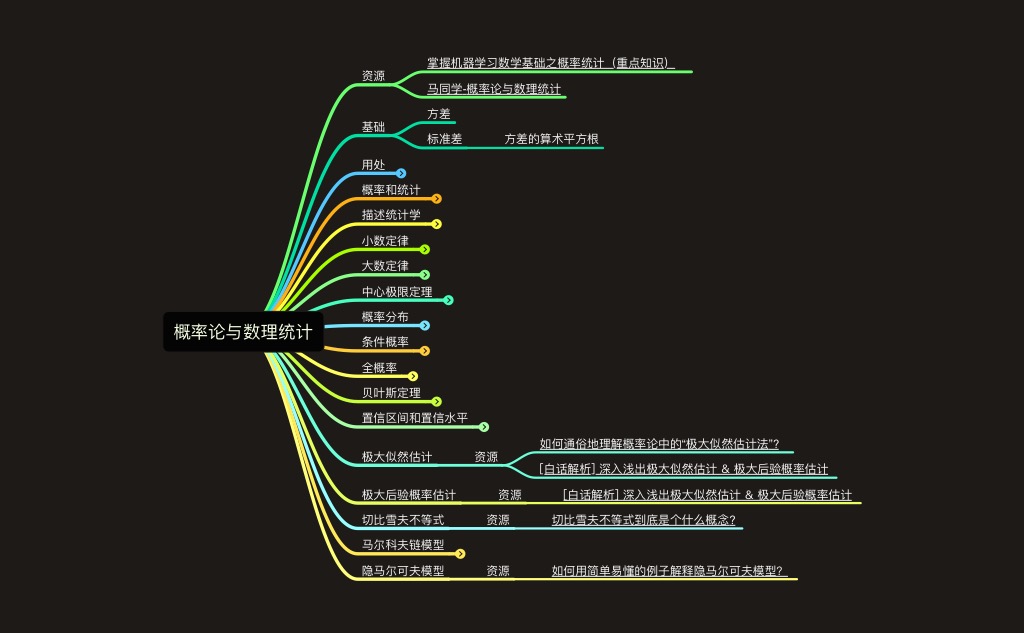 掌握机器学习数学基础之概率统计（重点知识）
资源
马同学-概率论与数理统计
方差
基础
标准差
方差的算术平方根
用处
概率和统计
描述统计学
小数定律
大数定律
中心极限定理
概率分布
概率论与数理统计
条件概率
全概率
贝叶斯定理
置信区间和置信水平
如何通俗地理解概率论中的“极大似然估计法”?
极大似然估计
资源
[白话解析] 深入浅出极大似然估计 & 极大后验概率估计
极大后验概率估计
资源
[白话解析] 深入浅出极大似然估计 & 极大后验概率估计
切比雪夫不等式
资源
切比雪夫不等式到底是个什么概念?
马尔科夫链模型
隐马尔可夫模型
资源
如何用简单易懂的例子解释隐马尔可夫模型？